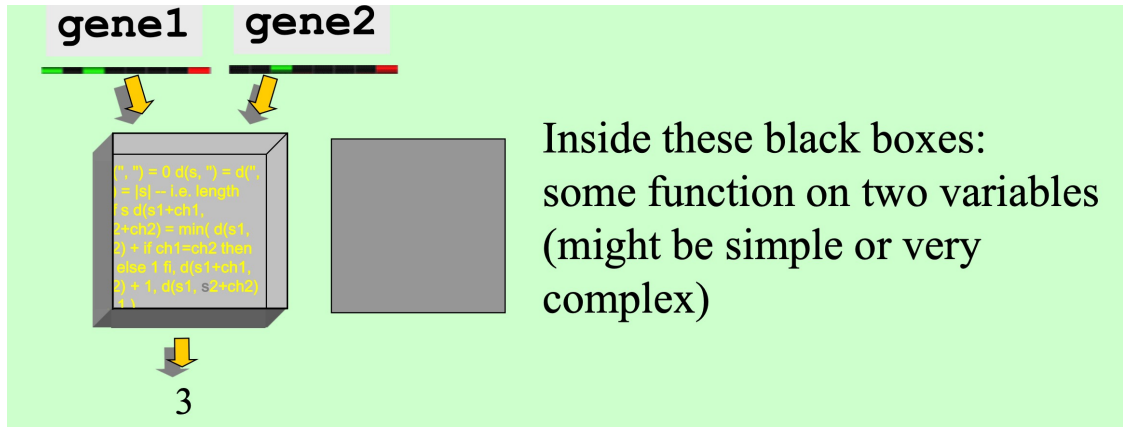 gene1 gene2
(", ") = 0 d(s, ") = d(",
) = |s| -- i.e. length
f s d(s1+ch1,
2+ch2) = min( d(s1,
2) + if ch1=ch2 then
else 1 fi, d(s1+ch1,
2) + 1, d(s1, s2+ch2)
1 )
3
Inside these black boxes:
some function on two variables
(might be simple or very
complex)